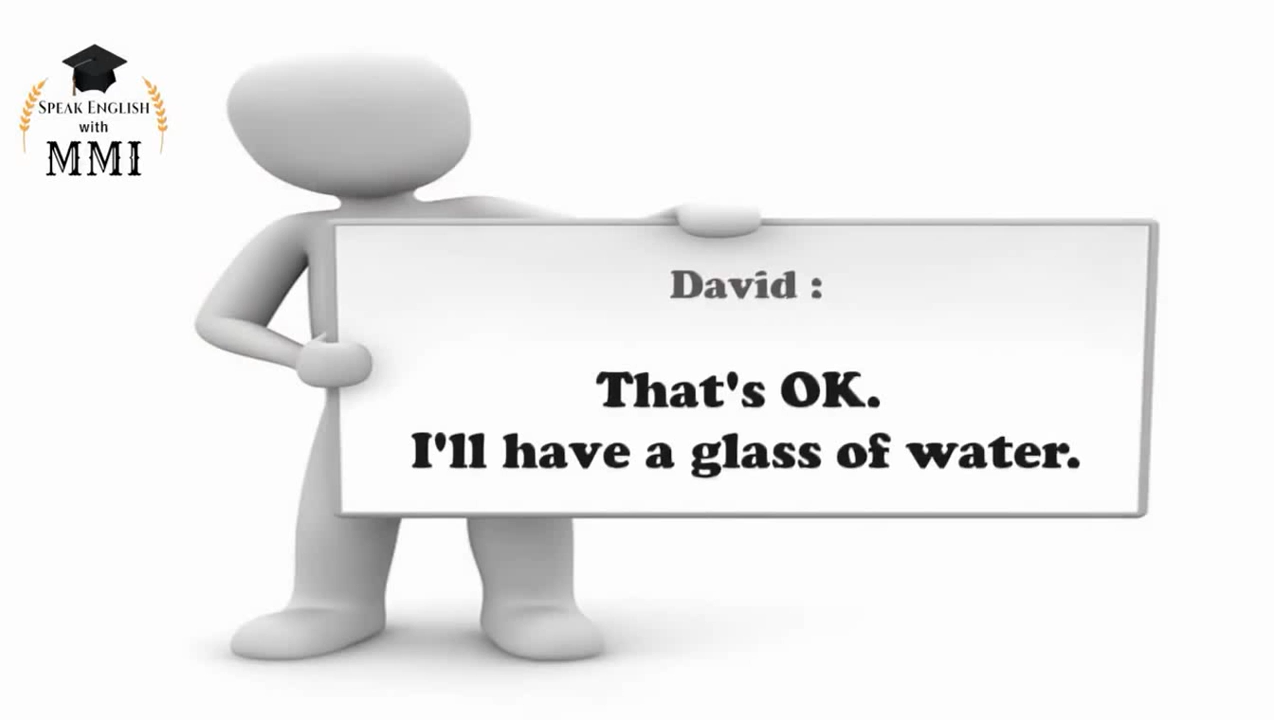 SPEAK ENGLISH
with
MMI
David :
That's OK.
I'll have a glass of water.